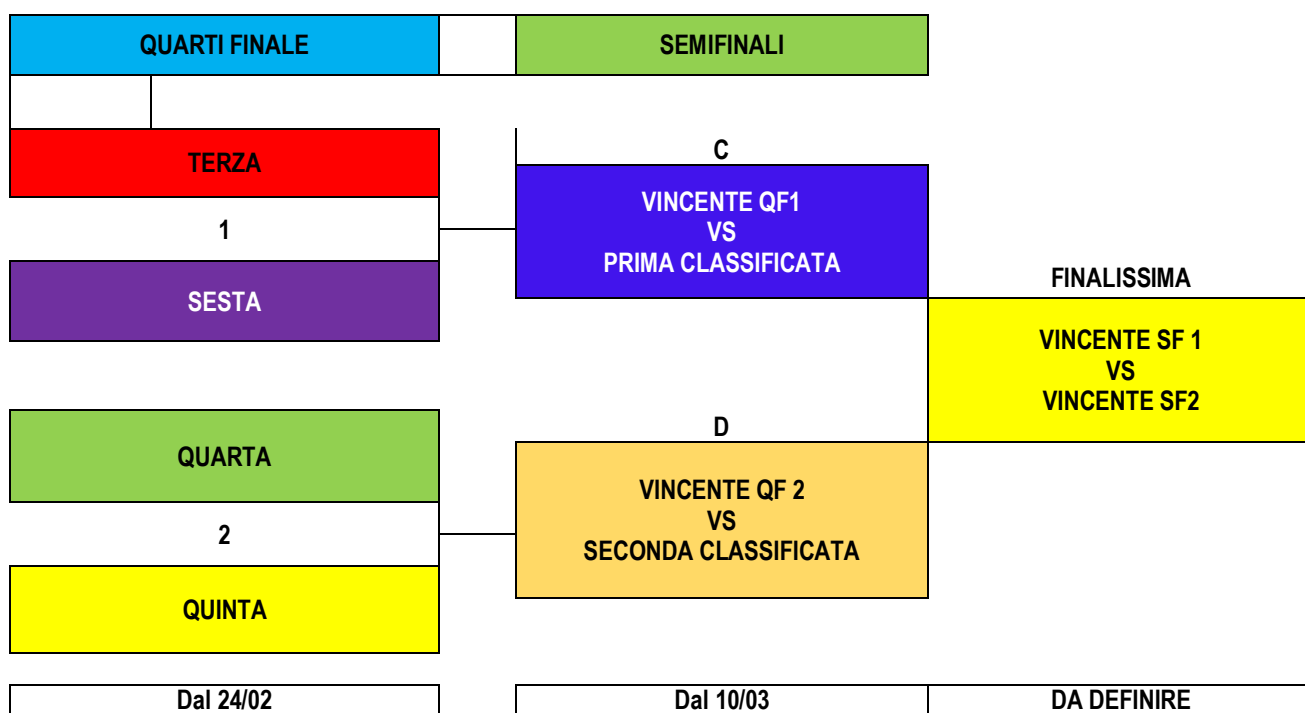 QUARTI FINALE
SEMIFINALI
TERZA
1
SESTA
C
VINCENTE QF1
VS
PRIMA CLASSIFICATA
FINALISSIMA
VINCENTE SF 1
VS
VINCENTE SF2
QUARTA
2
QUINTA
D
VINCENTE QF 2
VS
SECONDA CLASSIFICATA
Dal 24/02
Dal 10/03
DA DEFINIRE